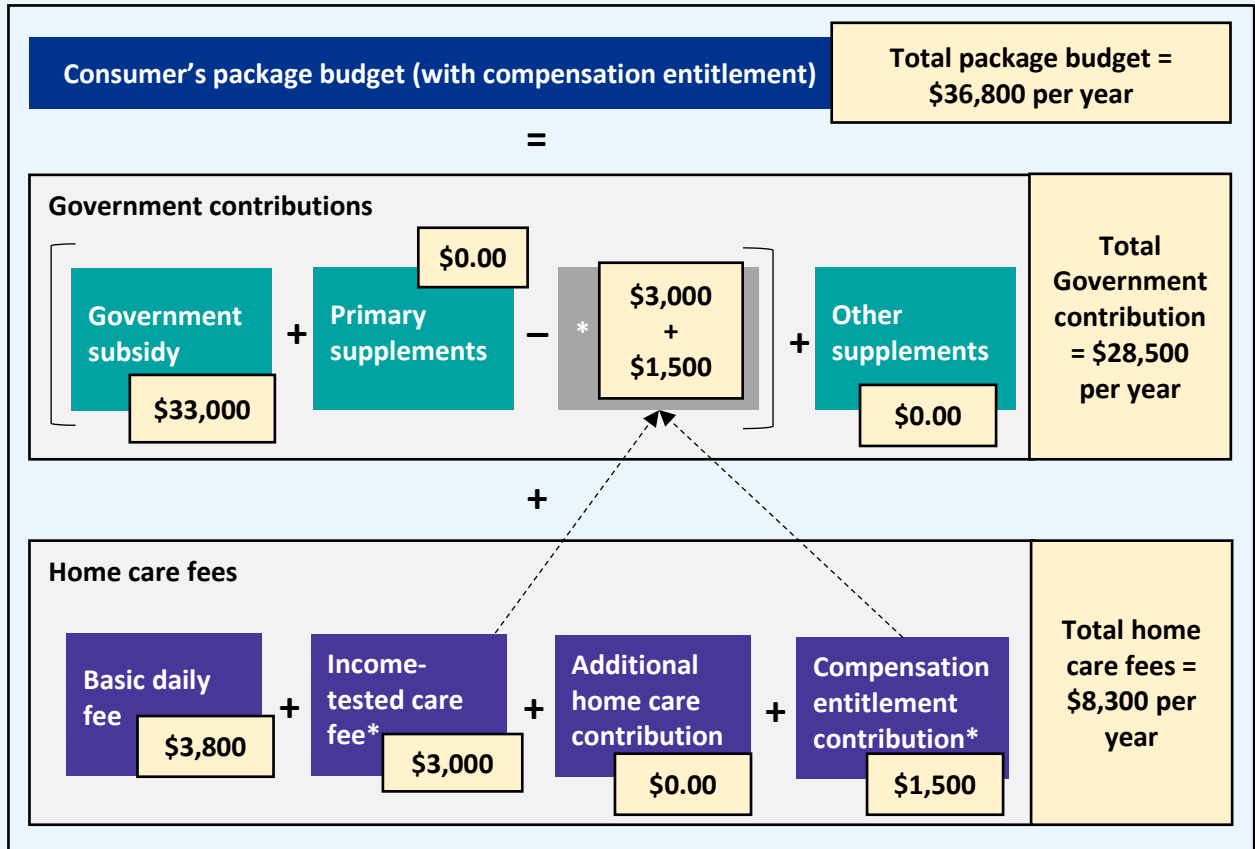 Consumer's package budget (with compensation entitlement)
Total package budget =
$36,800 per year
=
Government contributions
Government
subsidy
$33,000
+
Primary
supplements
$0.00
–
*
$3,000
+
$1,500
+
Other
supplements
$0.00
Total
Government
contribution
= $28,500
per year
+
Home care fees
Basic daily
fee
$3,800
+
Income-
tested care
fee*
$3,000
+
Additional
home care
contribution
$0.00
+
Compensation
entitlement
contribution*
$1,500
Total home
care fees =
$8,300 per
year